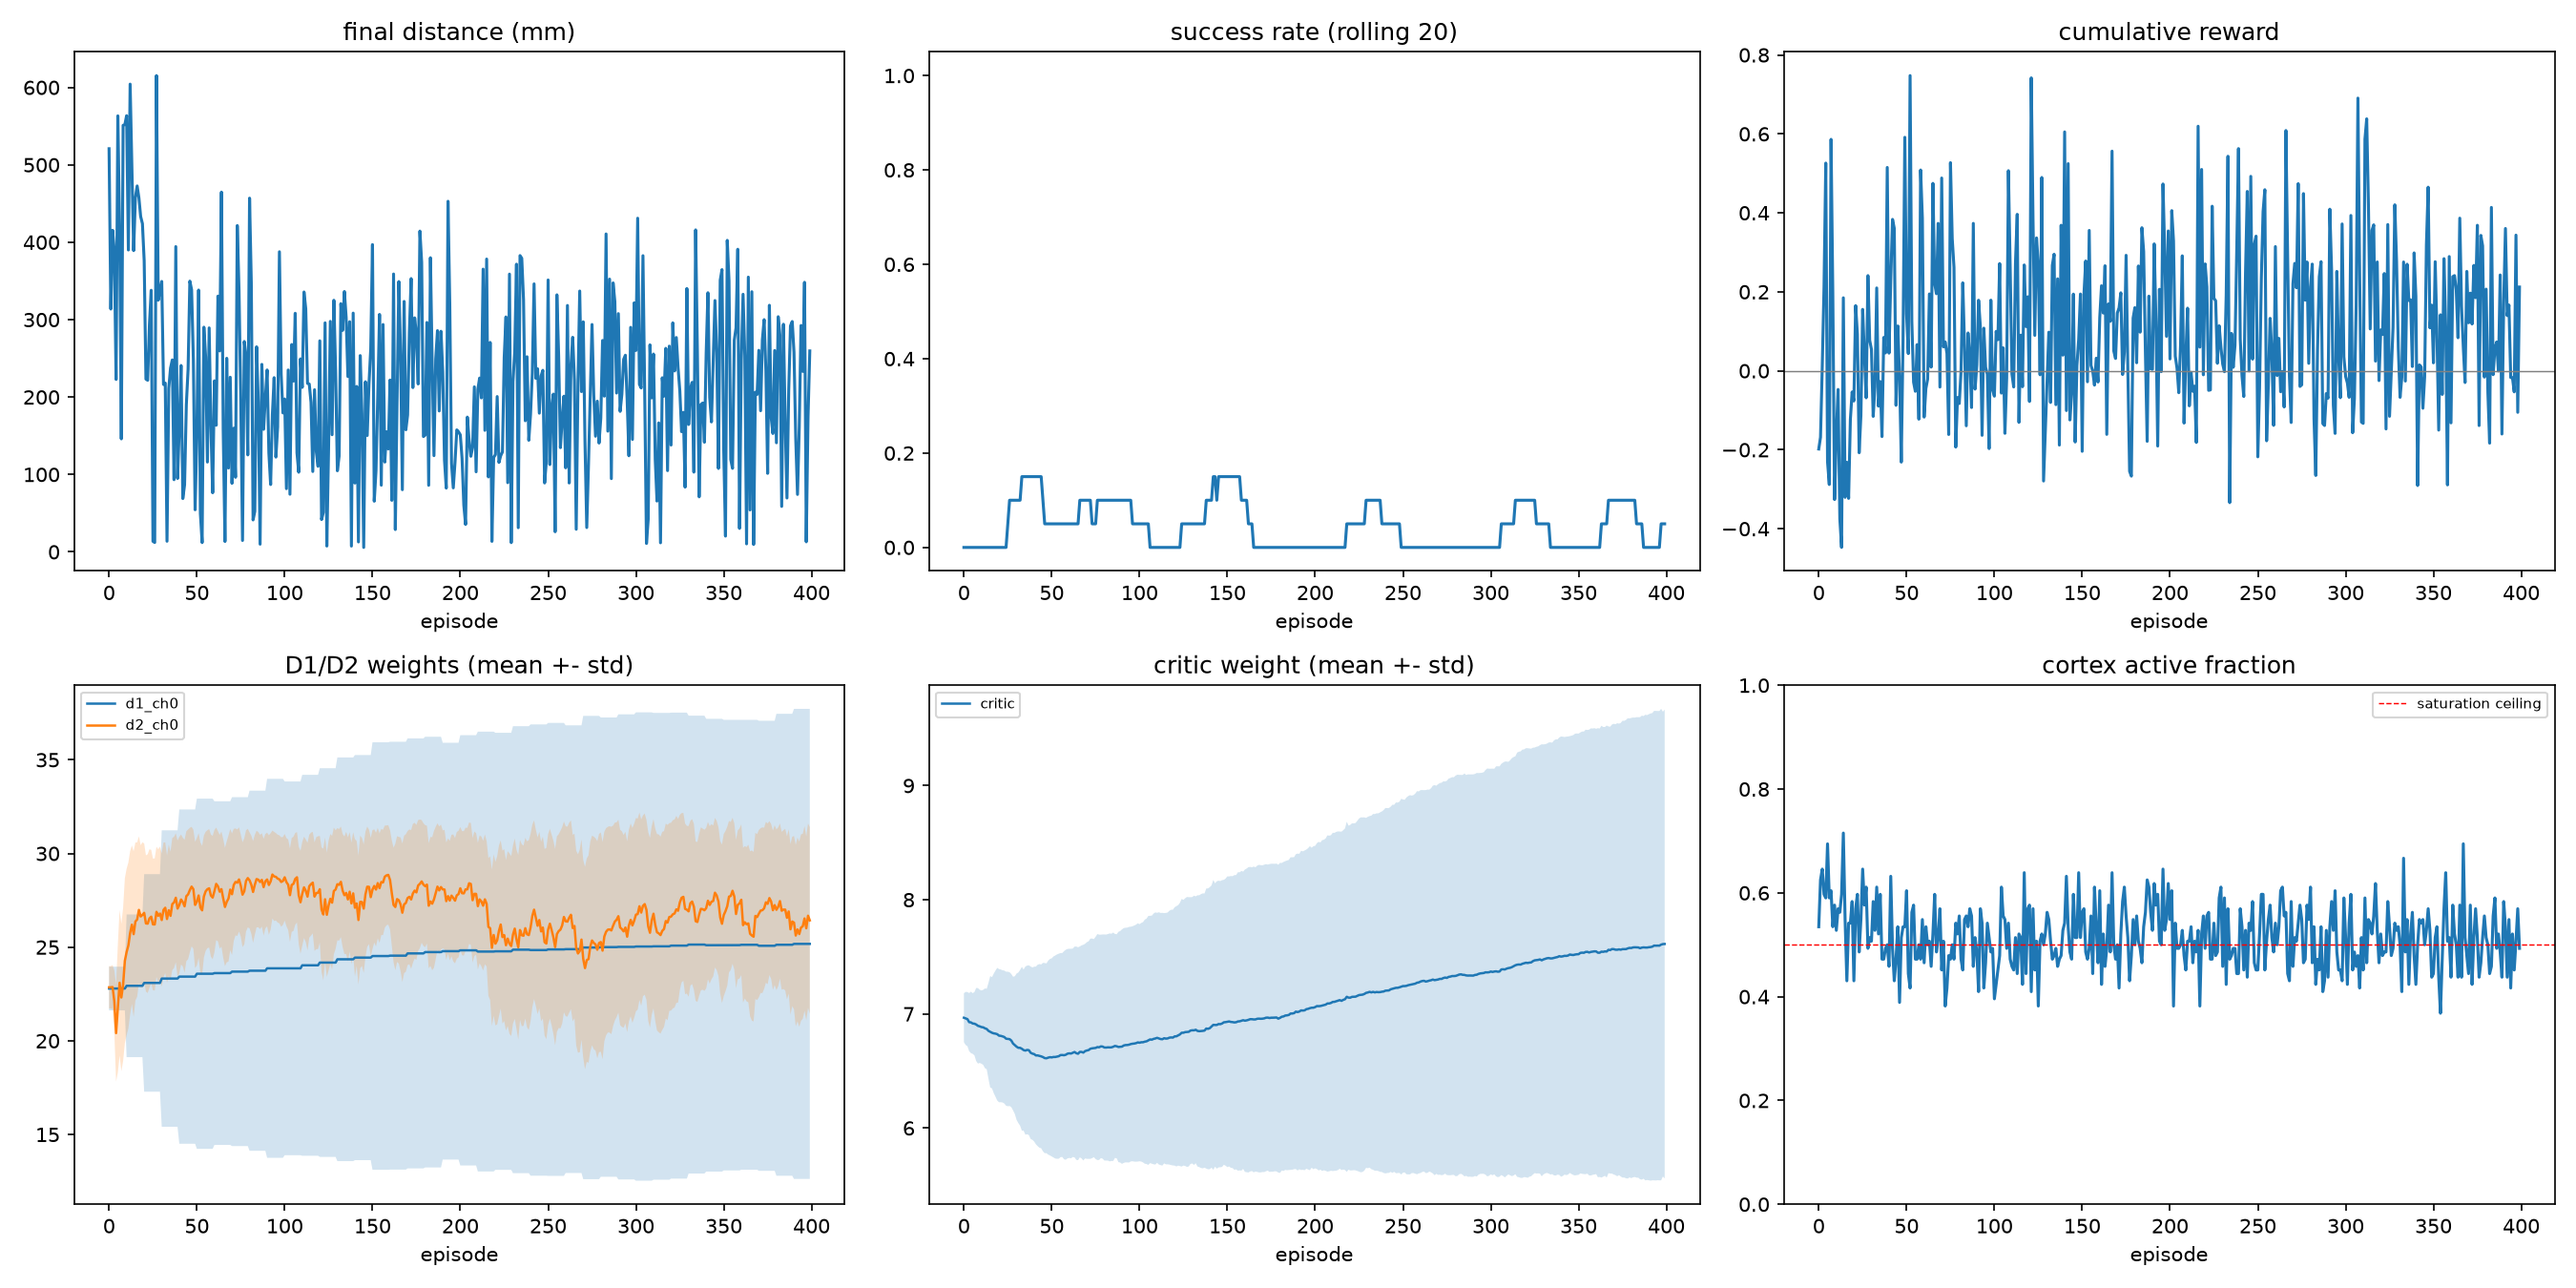 final distance (mm)
600
500
400
300
200
100
0
0 50 100 150 200 250 300 350 400
episode
success rate (rolling 20)
1.0
0.8
0.6
0.4
0.2
0.0
0 50 100 150 200 250 300 350 400
episode
cumulative reward
0.8
0.6
0.4
0.2
0.0
−0.2
−0.4
0 50 100 150 200 250 300 350 400
episode
D1/D2 weights (mean +- std)
d1_ch0
d2_ch0
35
30
25
20
15
0 50 100 150 200 250 300 350 400
episode
critic weight (mean +- std)
critic
9
8
7
6
0 50 100 150 200 250 300 350 400
episode
cortex active fraction
saturation ceiling
1.0
0.8
0.6
0.4
0.2
0.0
0 50 100 150 200 250 300 350 400
episode